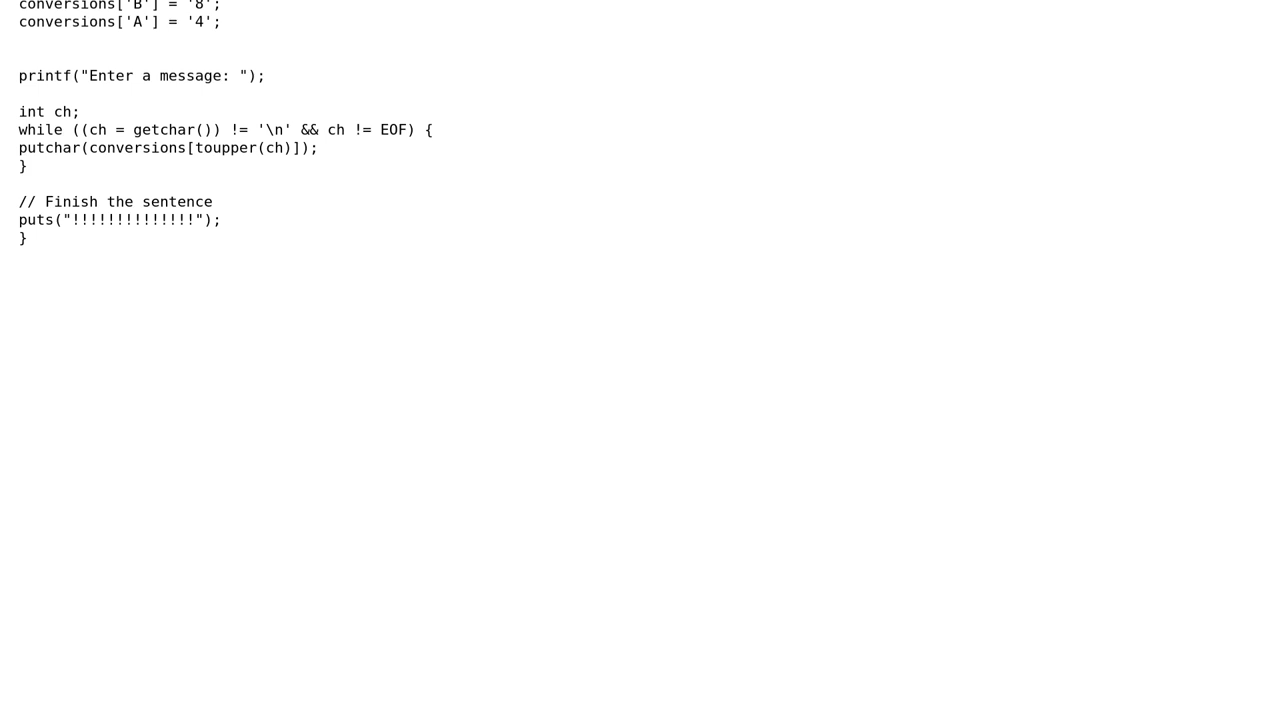 conversions['B'] = '8';
conversions['A'] = '4';
printf("Enter a message: ");
int ch;
while ((ch = getchar()) != '\n' && ch != EOF) {
putchar(conversions[toupper(ch)]);
}
// Finish the sentence
puts("!!!!!!!!!!!!!!");
}